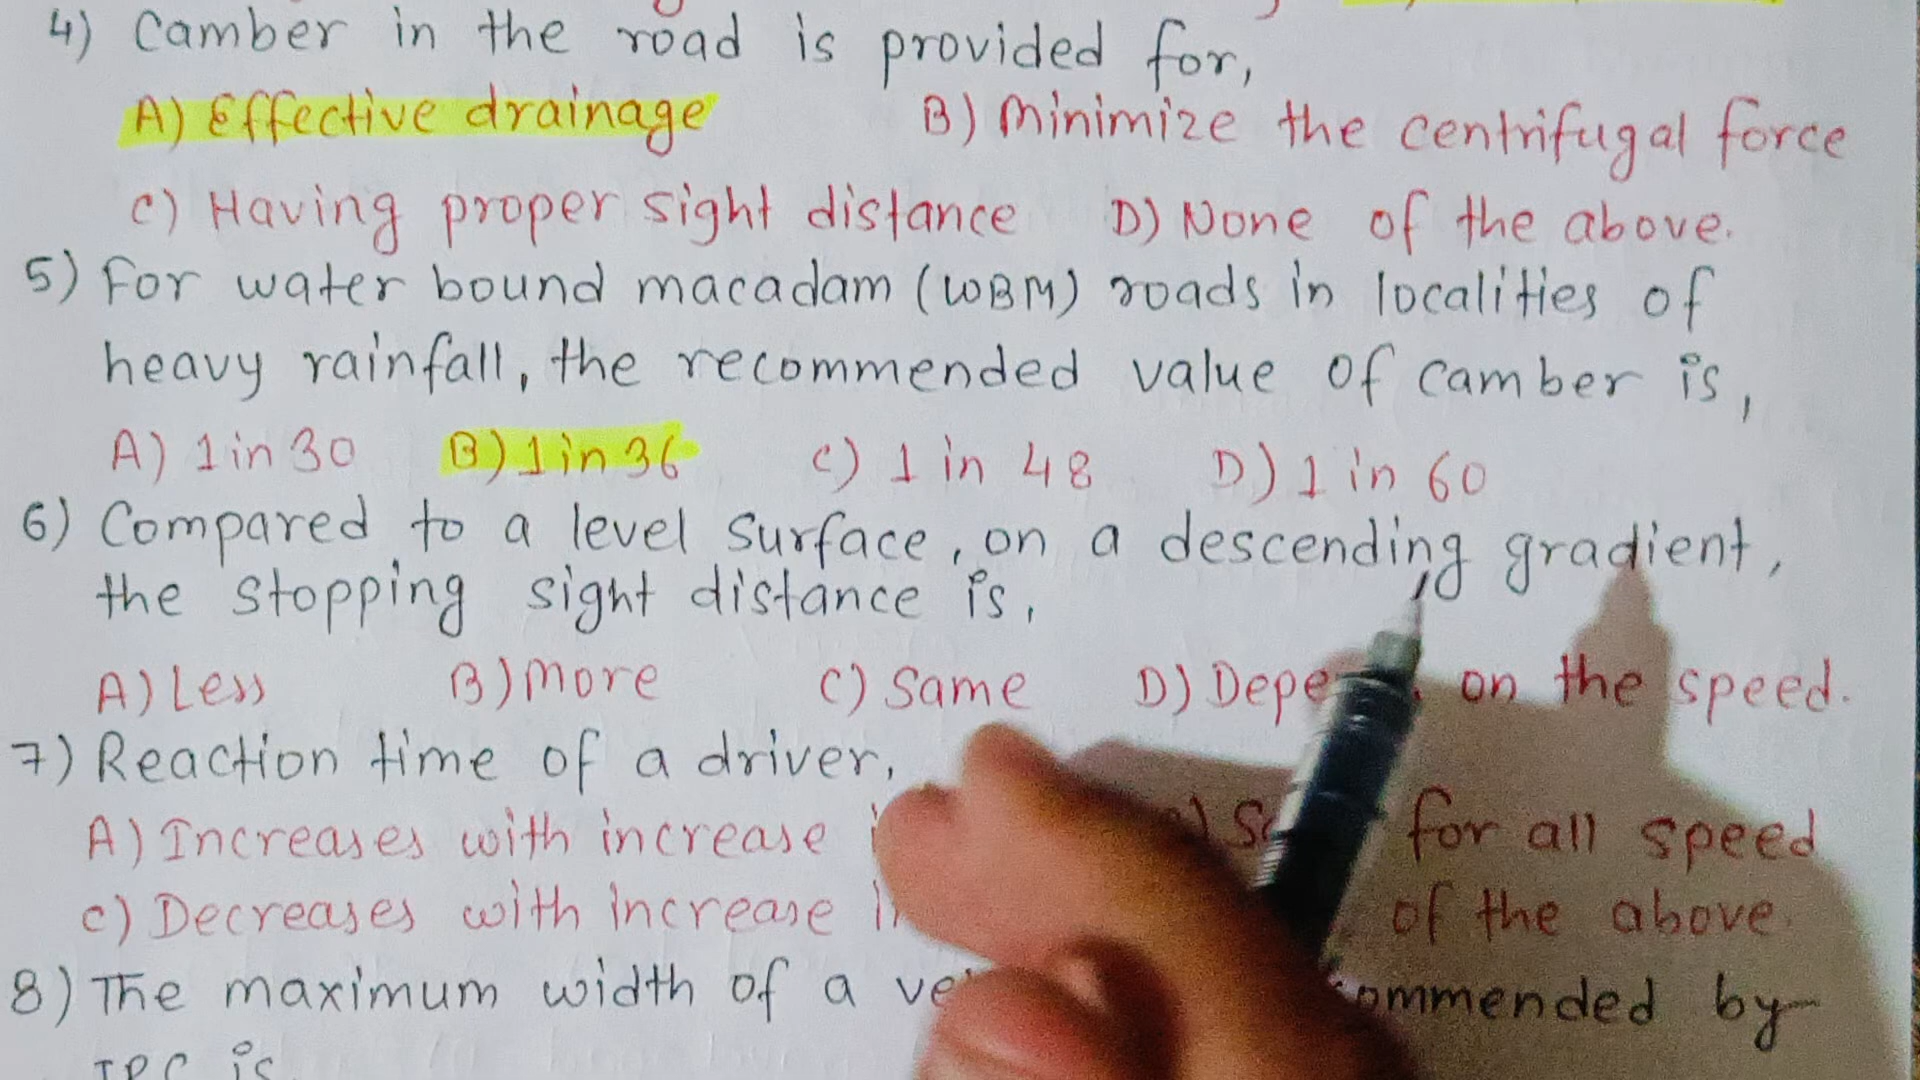 4) Camber in the road is provided for,
A) Effective drainage B) Minimize the centrifugal force
C) Having proper sight distance D) None of the above.
5) For water bound macadam (WBM) roads in localities of
heavy rainfall, the recommended value of camber is,
A) 1 in 30 B) 1 in 36 C) 1 in 48 D) 1 in 60
6) Compared to a level surface, on a descending gradient,
the stopping sight distance is,
A) Less B) More C) Same D) on the speed.
7) Reaction time of a driver,
A) Increases with increase for all speed
C) Decreases with increase of the above.
8) The maximum width of a by
IRC is